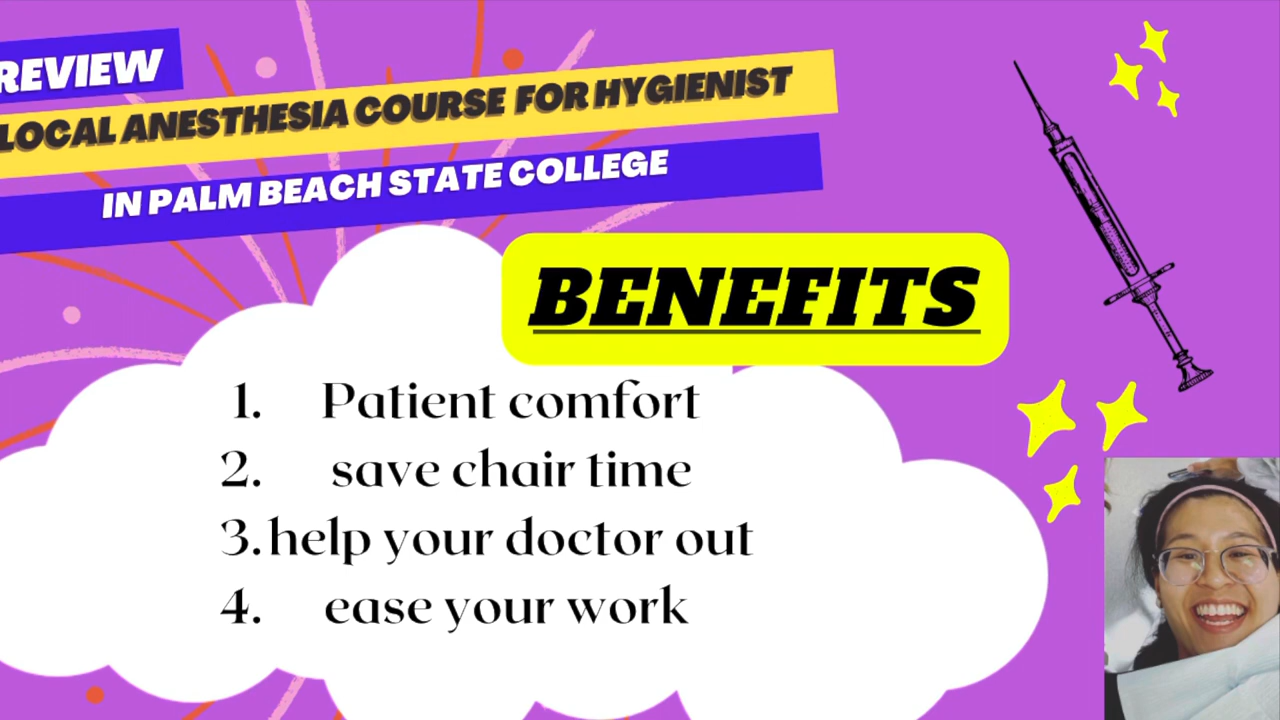 REVIEW
LOCAL ANESTHESIA COURSE FOR HYGIENIST
IN PALM BEACH STATE COLLEGE
BENEFITS
1. Patient comfort
2. save chair time
3. help your doctor out
4. ease your work